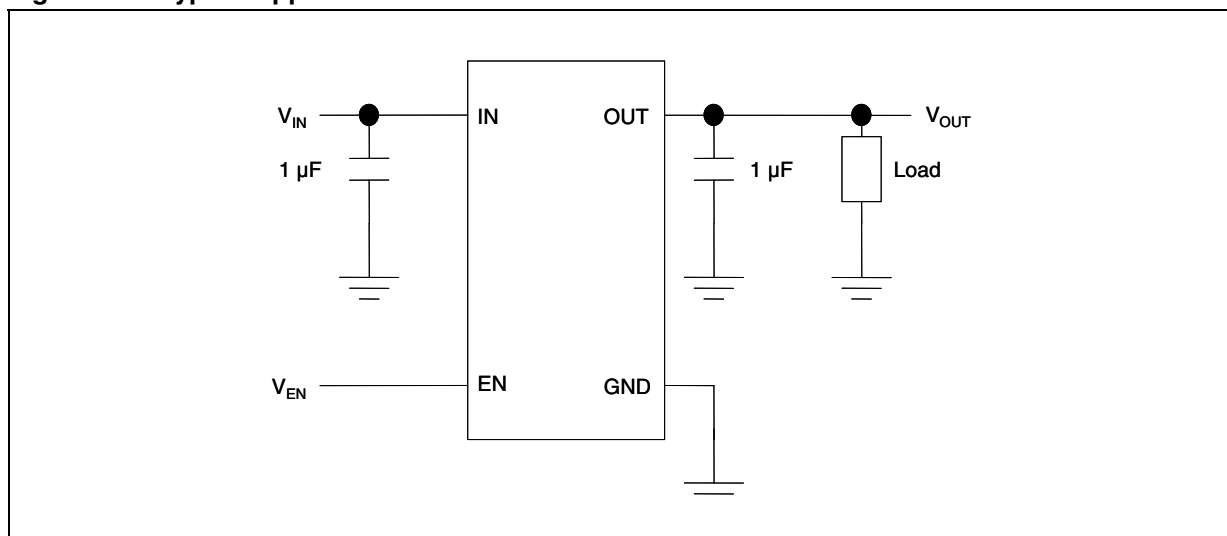 V_IN
IN
OUT
V_OUT
1 µF
1 µF
Load
V_EN
EN
GND